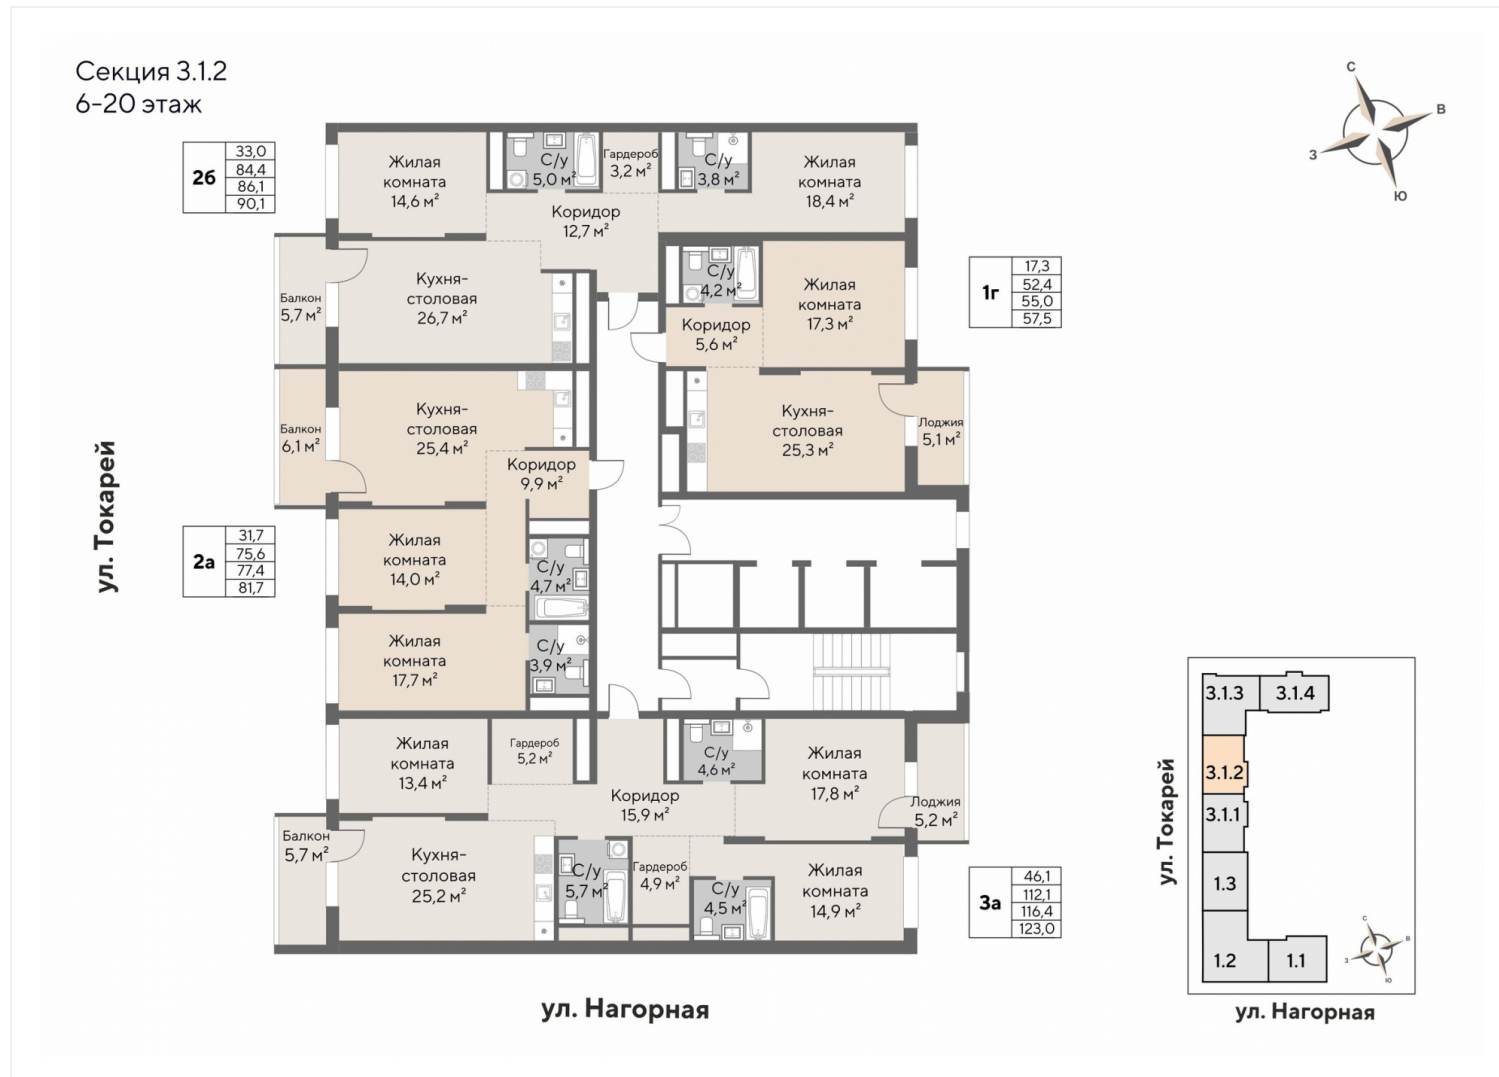 Секция 3.1.2
6-20 этаж
С
В
З
Ю
2б
33,0
84,4
86,1
90,1
Жилая
комната
14,6 м²
С/у
5,0 м²
Гардероб
3,2 м²
С/у
3,8 м²
Жилая
комната
18,4 м²
Коридор
12,7 м²
Балкон
5,7 м²
Кухня-
столовая
26,7 м²
С/у
4,2 м²
Жилая
комната
17,3 м²
Коридор
5,6 м²
1г
17,3
52,4
55,0
57,5
Балкон
6,1 м²
Кухня-
столовая
25,4 м²
Коридор
9,9 м²
Кухня-
столовая
25,3 м²
Лоджия
5,1 м²
ул. Токарей
2а
31,7
75,6
77,4
81,7
Жилая
комната
14,0 м²
С/у
4,7 м²
Жилая
комната
17,7 м²
С/у
3,9 м²
Жилая
комната
13,4 м²
Гардероб
5,2 м²
С/у
4,6 м²
Жилая
комната
17,8 м²
Коридор
15,9 м²
Лоджия
5,2 м²
Балкон
5,7 м²
Кухня-
столовая
25,2 м²
С/у
5,7 м²
Гардероб
4,9 м²
С/у
4,5 м²
Жилая
комната
14,9 м²
3а
46,1
112,1
116,4
123,0
ул. Нагорная
3.1.3
3.1.4
3.1.2
3.1.1
1.3
1.2
1.1
ул. Токарей
С
В
З
Ю
ул. Нагорная